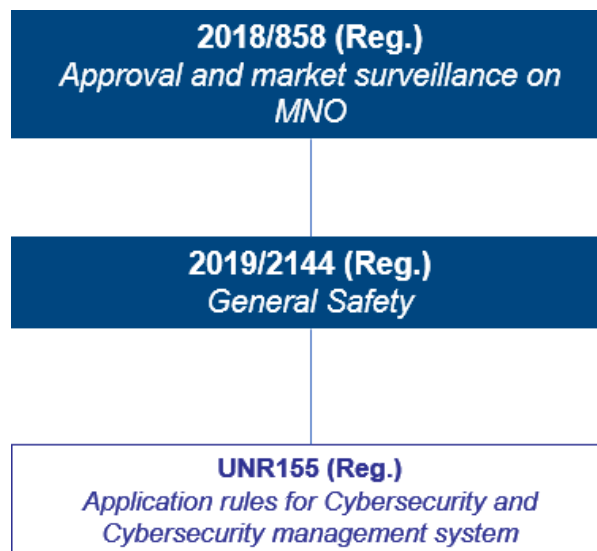 2018/858 (Reg.)
Approval and market surveillance on
MNO
2019/2144 (Reg.)
General Safety
UNR155 (Reg.)
Application rules for Cybersecurity and
Cybersecurity management system